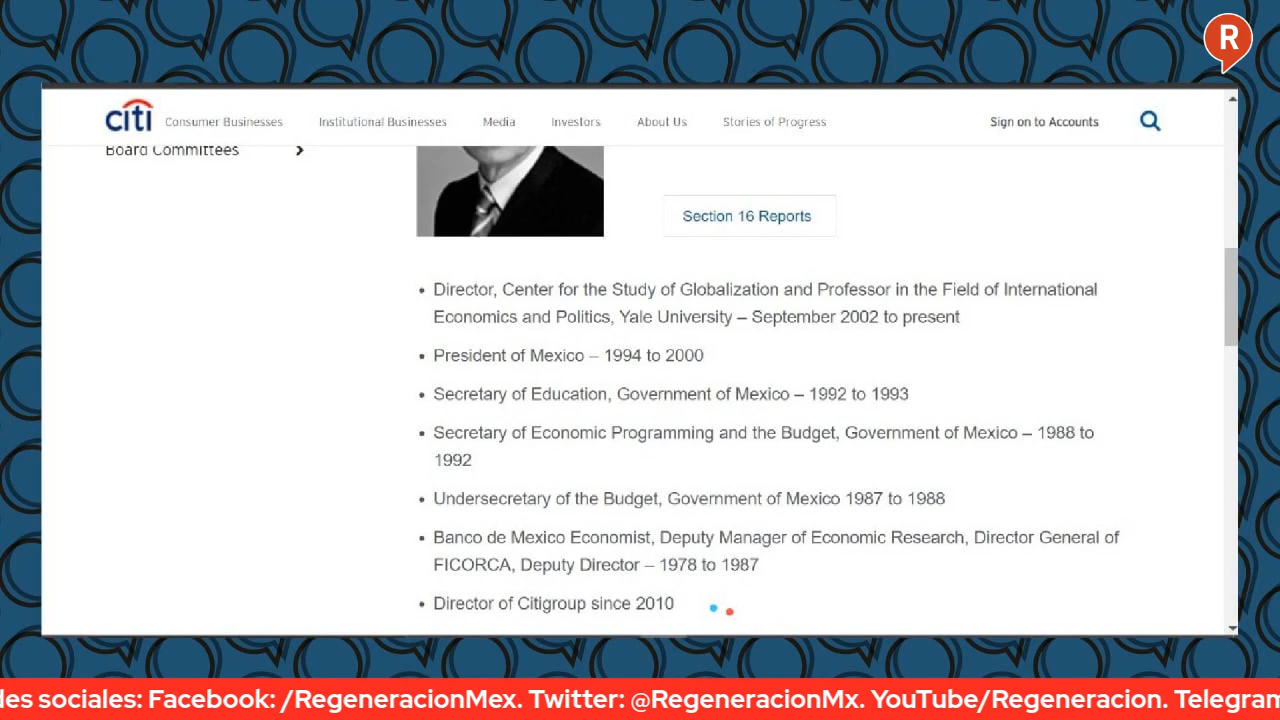 R
citi
Consumer Businesses
Institutional Businesses
Media
Investors
About Us
Stories of Progress
Sign on to Accounts
Board Committees
Section 16 Reports
• Director, Center for the Study of Globalization and Professor in the Field of International
Economics and Politics, Yale University – September 2002 to present
• President of Mexico – 1994 to 2000
• Secretary of Education, Government of Mexico – 1992 to 1993
• Secretary of Economic Programming and the Budget, Government of Mexico – 1988 to
1992
• Undersecretary of the Budget, Government of Mexico 1987 to 1988
• Banco de Mexico Economist, Deputy Manager of Economic Research, Director General of
FICORCA, Deputy Director – 1978 to 1987
• Director of Citigroup since 2010
des sociales: Facebook: /RegeneracionMex. Twitter: @RegeneracionMx. YouTube/Regeneracion. Telegram